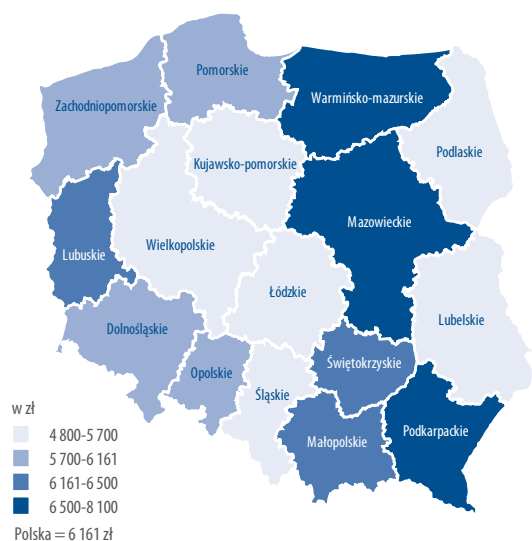 Pomorskie
Warmińsko-mazurskie
Zachodniopomorskie
Podlaskie
Kujawsko-pomorskie
Mazowieckie
Wielkopolskie
Lubuskie
Łódzkie
Lubelskie
Dolnośląskie
Świętokrzyskie
Opolskie
Śląskie
Podkarpackie
Małopolskie
w zł
4 800-5 700
5 700-6 161
6 161-6 500
6 500-8 100
Polska = 6 161 zł